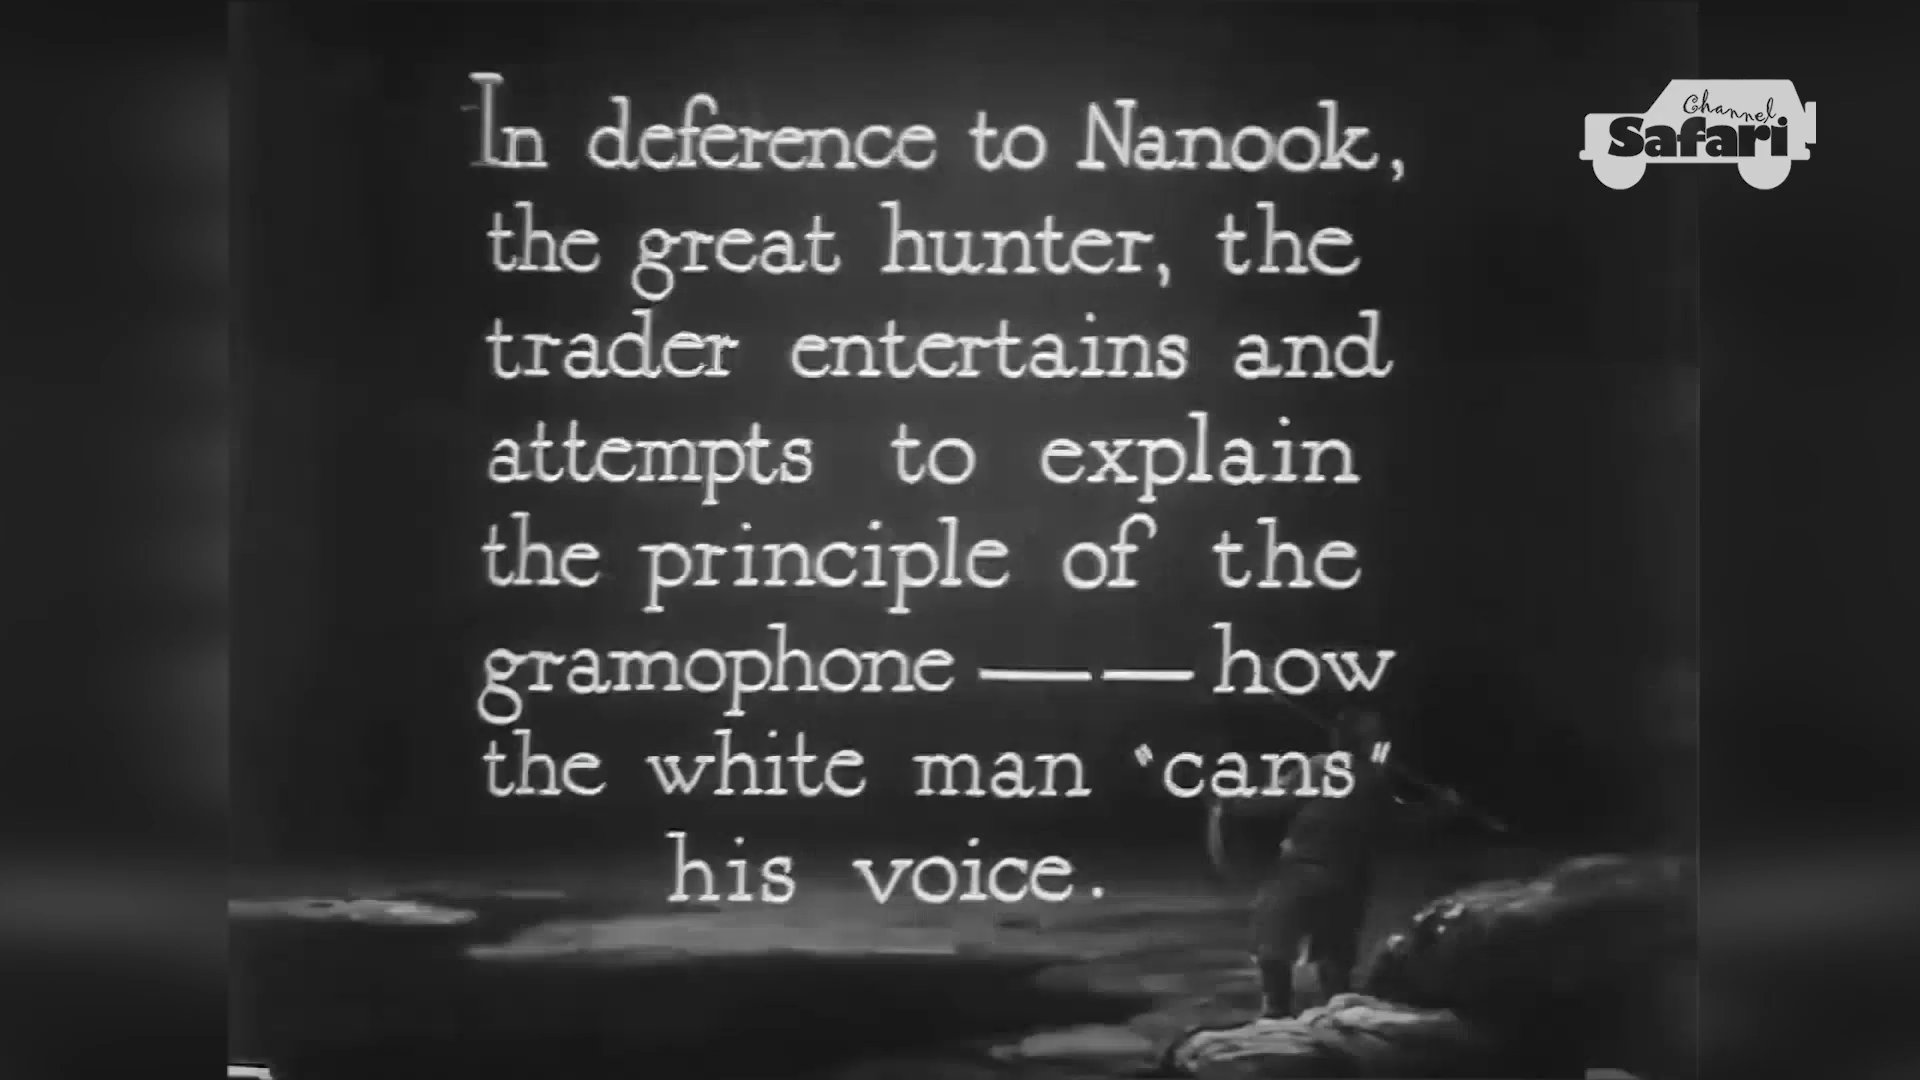 In deference to Nanook,
the great hunter, the
trader entertains and
attempts to explain
the principle of the
gramophone — — how
the white man "cans"
his voice.
Channel
Safari